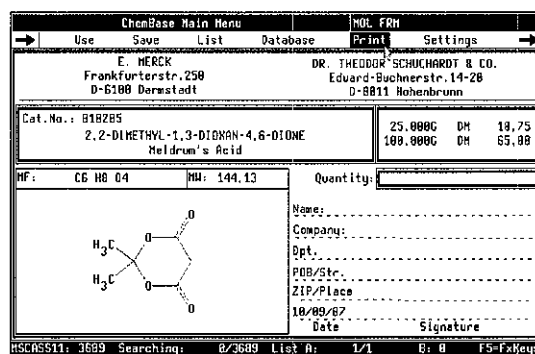 ChemBase Main Menu MOL FRM
Use Save List Database Print Settings
E. MERCK
Frankfurterstr.250
D-6100 Darmstadt
DR. THEODOR SCHUCHARDT & CO.
Eduard-Buchnerstr.14-20
D-8011 Hohenbrunn
Cat.No.: 818285
2,2-DIMETHYL-1,3-DIOXAN-4,6-DIONE
Meldrum's Acid
25.000G DM 18,75
100.000G DM 65,00
MF: C6 H8 O4 MW: 144.13
Quantity:
O
H3C
O
H3C
O
O
Name:
Company:
Dpt.
POB/Str.
ZIP/Place
10/09/87
Date Signature
MSCASS11: 3689 Searching: 0/3689 List A: 1/1 B: 0 F5=FxKey